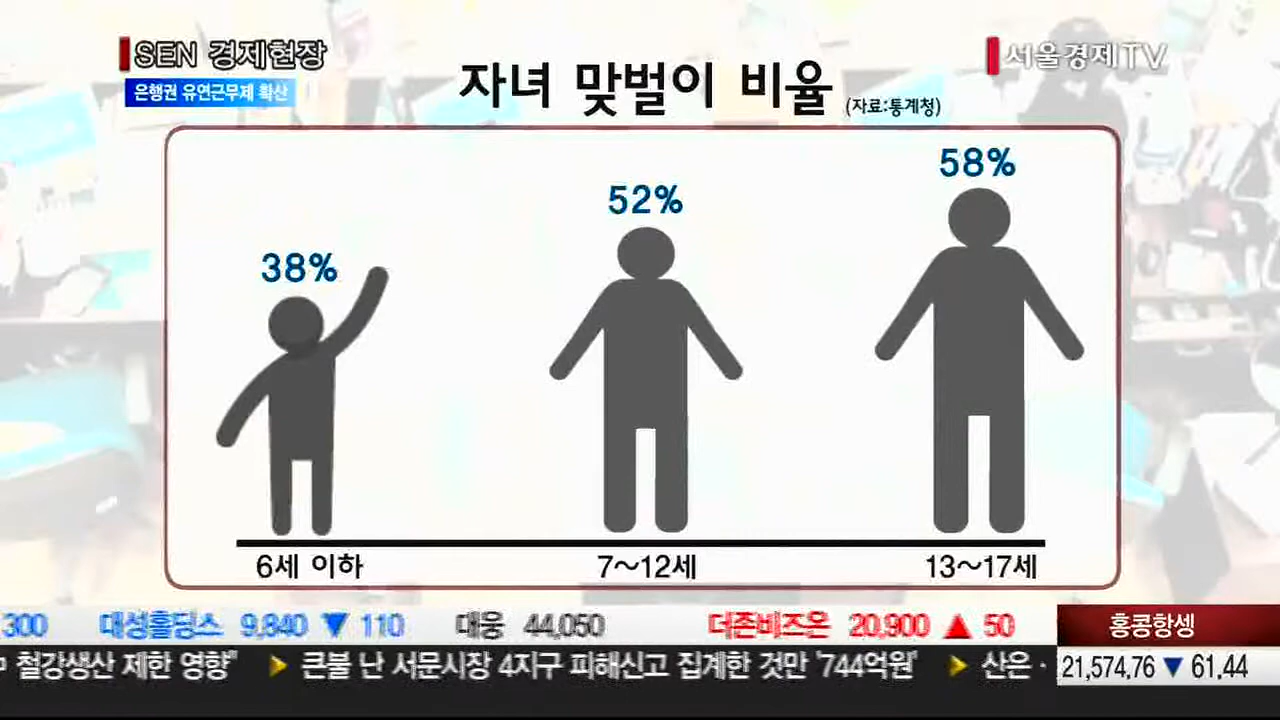 SEN 경제현장
서울경제TV
은행권 유연근무제 확산
자녀 맞벌이 비율
(자료:통계청)
38%
52%
58%
6세 이하
7~12세
13~17세
300 대성홀딩스 9,840 ▼ 110 대웅 44,050 더존비즈온 20,900 ▲ 50
홍콩항셍
철강생산 제한 영향" ▶ 큰불 난 서문시장 4지구 피해신고 집계한 것만 '744억원' ▶ 산은 ·
21,574.76 ▼ 61.44